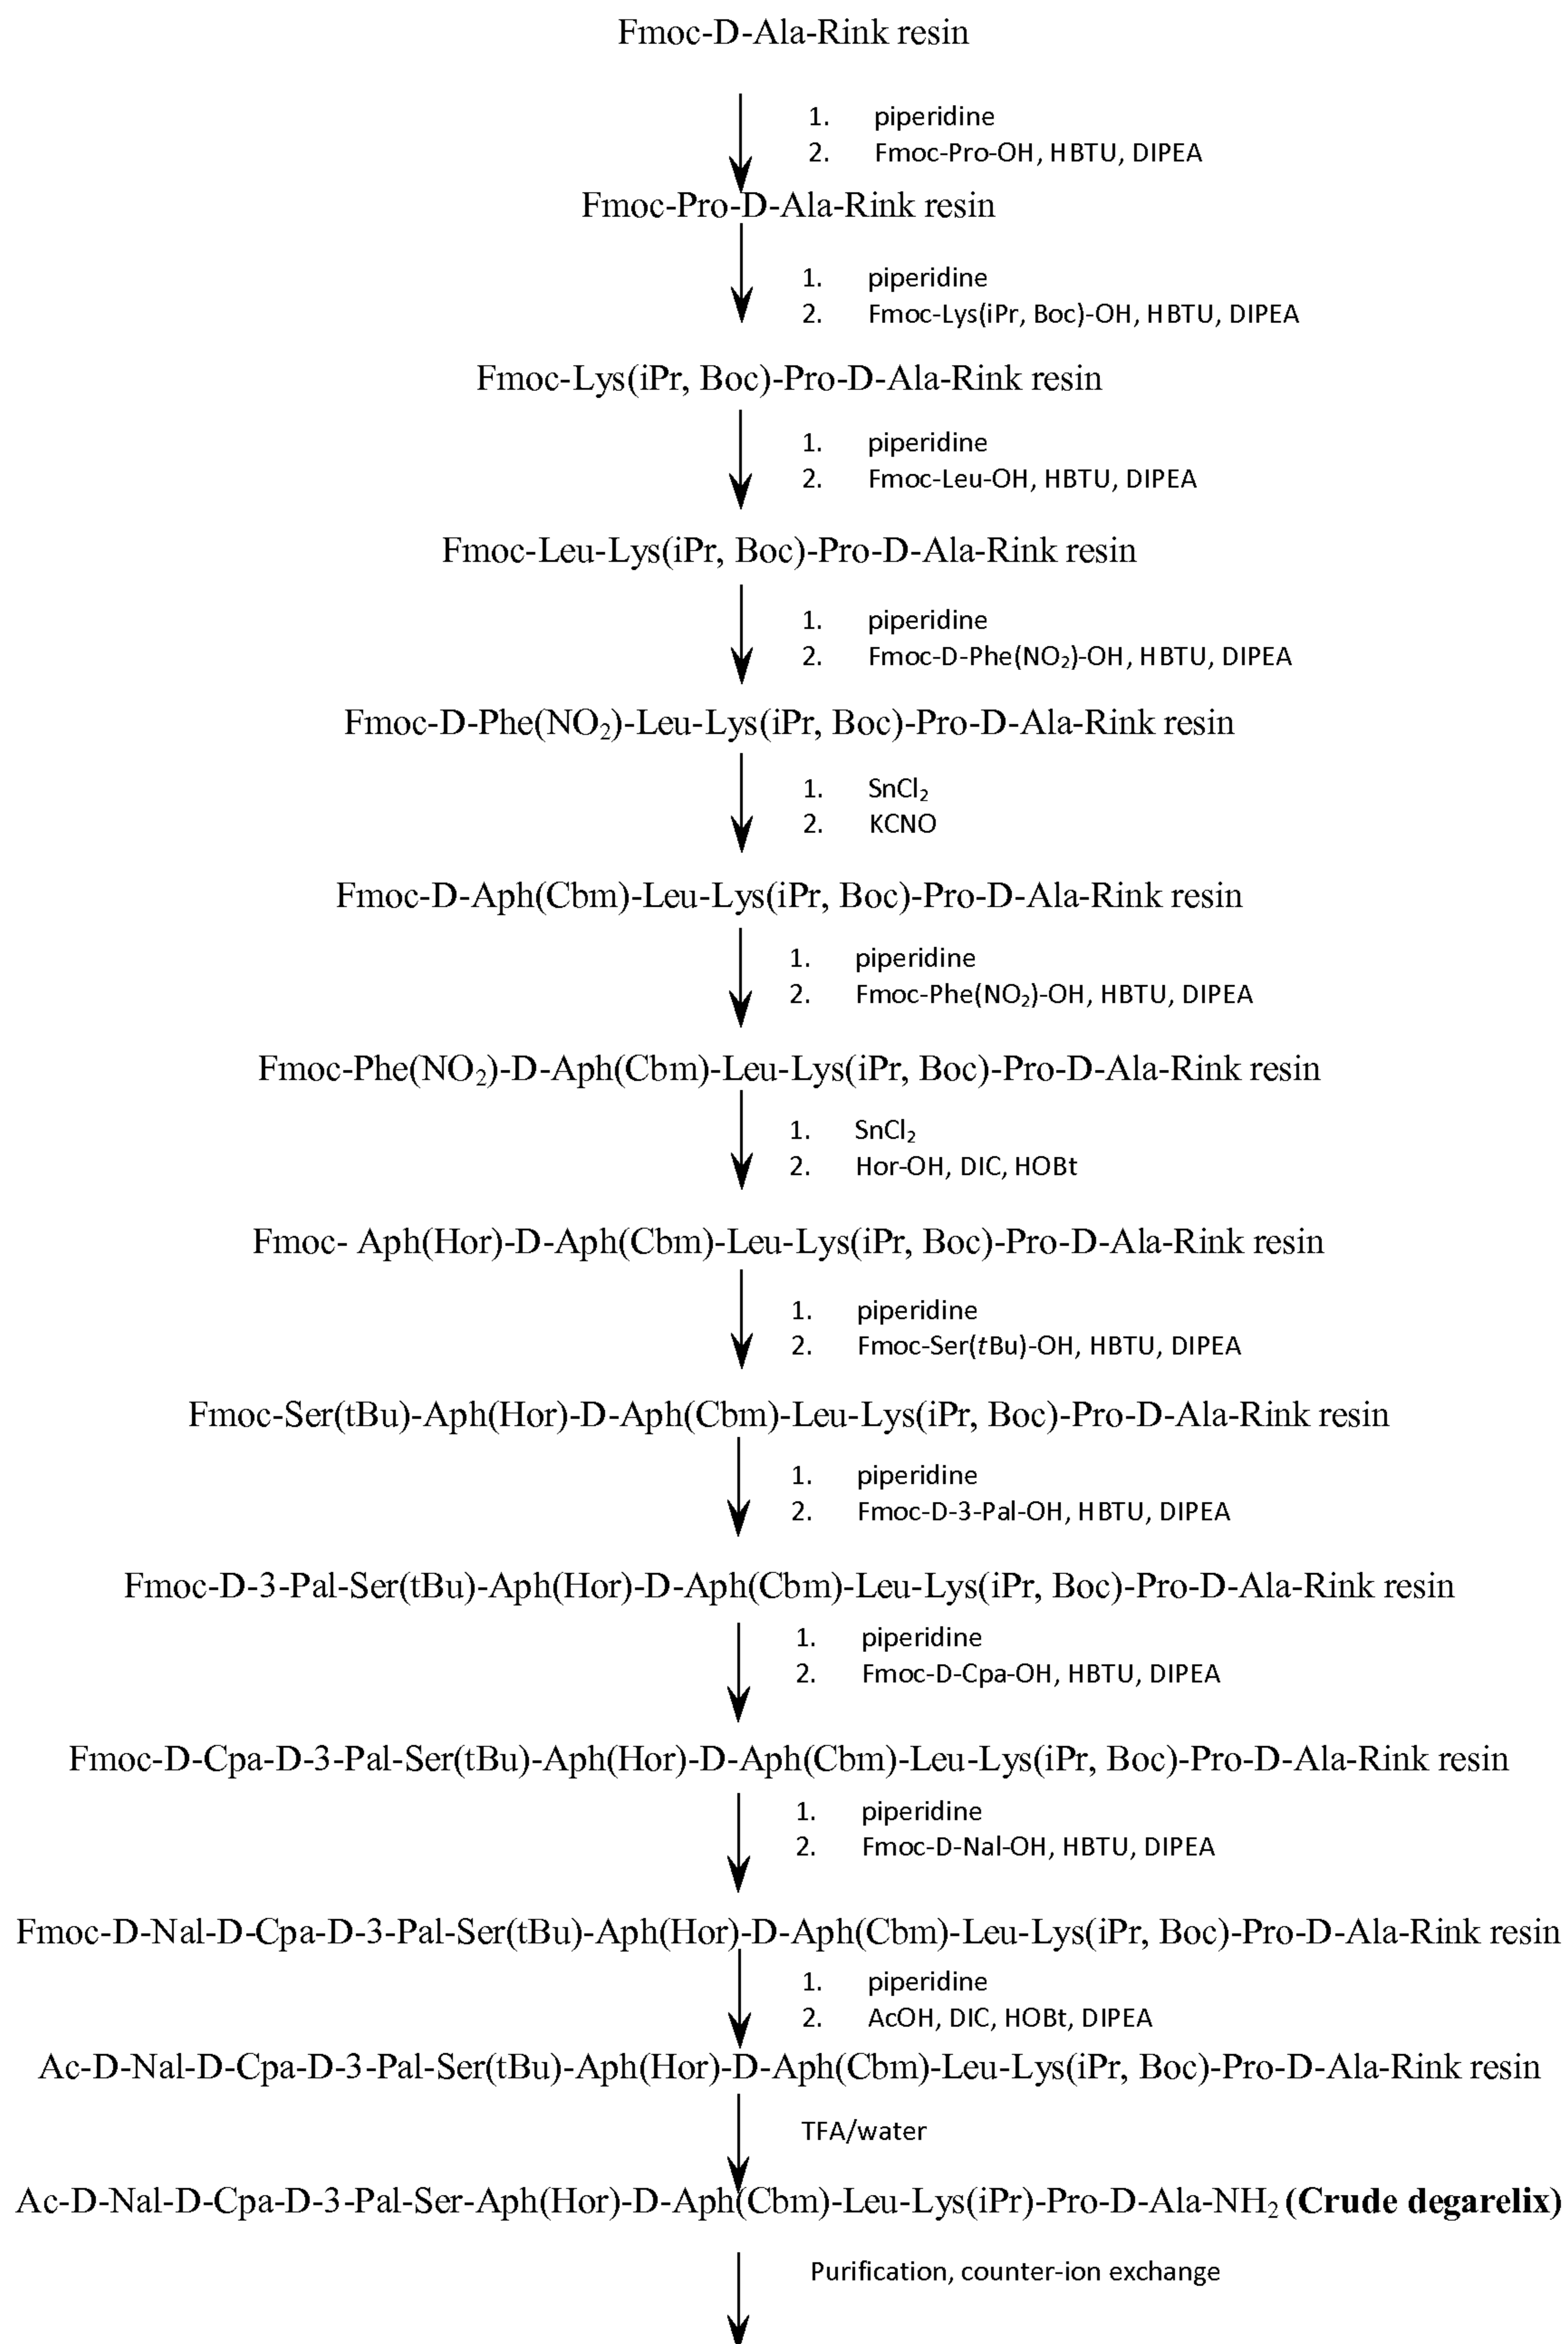 Fmoc-D-Ala-Rink resin
1. piperidine
2. Fmoc-Pro-OH, HBTU, DIPEA
Fmoc-Pro-D-Ala-Rink resin
1. piperidine
2. Fmoc-Lys(iPr, Boc)-OH, HBTU, DIPEA
Fmoc-Lys(iPr, Boc)-Pro-D-Ala-Rink resin
1. piperidine
2. Fmoc-Leu-OH, HBTU, DIPEA
Fmoc-Leu-Lys(iPr, Boc)-Pro-D-Ala-Rink resin
1. piperidine
2. Fmoc-D-Phe(NO₂)-OH, HBTU, DIPEA
Fmoc-D-Phe(NO₂)-Leu-Lys(iPr, Boc)-Pro-D-Ala-Rink resin
1. SnCl₂
2. KCNO
Fmoc-D-Aph(Cbm)-Leu-Lys(iPr, Boc)-Pro-D-Ala-Rink resin
1. piperidine
2. Fmoc-Phe(NO₂)-OH, HBTU, DIPEA
Fmoc-Phe(NO₂)-D-Aph(Cbm)-Leu-Lys(iPr, Boc)-Pro-D-Ala-Rink resin
1. SnCl₂
2. Hor-OH, DIC, HOBt
Fmoc- Aph(Hor)-D-Aph(Cbm)-Leu-Lys(iPr, Boc)-Pro-D-Ala-Rink resin
1. piperidine
2. Fmoc-Ser(tBu)-OH, HBTU, DIPEA
Fmoc-Ser(tBu)-Aph(Hor)-D-Aph(Cbm)-Leu-Lys(iPr, Boc)-Pro-D-Ala-Rink resin
1. piperidine
2. Fmoc-D-3-Pal-OH, HBTU, DIPEA
Fmoc-D-3-Pal-Ser(tBu)-Aph(Hor)-D-Aph(Cbm)-Leu-Lys(iPr, Boc)-Pro-D-Ala-Rink resin
1. piperidine
2. Fmoc-D-Cpa-OH, HBTU, DIPEA
Fmoc-D-Cpa-D-3-Pal-Ser(tBu)-Aph(Hor)-D-Aph(Cbm)-Leu-Lys(iPr, Boc)-Pro-D-Ala-Rink resin
1. piperidine
2. Fmoc-D-Nal-OH, HBTU, DIPEA
Fmoc-D-Nal-D-Cpa-D-3-Pal-Ser(tBu)-Aph(Hor)-D-Aph(Cbm)-Leu-Lys(iPr, Boc)-Pro-D-Ala-Rink resin
1. piperidine
2. AcOH, DIC, HOBt, DIPEA
Ac-D-Nal-D-Cpa-D-3-Pal-Ser(tBu)-Aph(Hor)-D-Aph(Cbm)-Leu-Lys(iPr, Boc)-Pro-D-Ala-Rink resin
TFA/water
Ac-D-Nal-D-Cpa-D-3-Pal-Ser-Aph(Hor)-D-Aph(Cbm)-Leu-Lys(iPr)-Pro-D-Ala-NH₂ (Crude degarelix)
Purification, counter-ion exchange